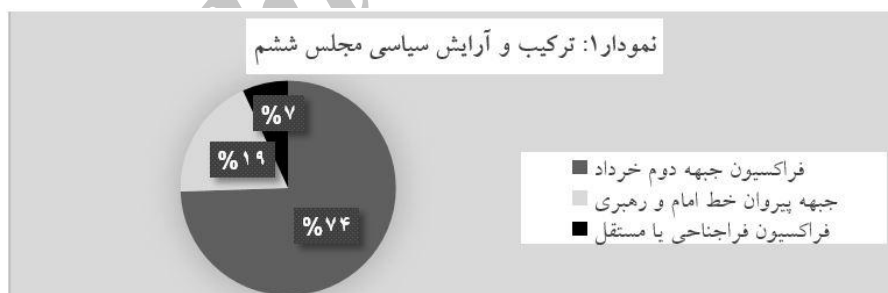 نمودار۱: ترکیب و آرایش سیاسی مجلس ششم
%۷
%۱۹
%۷۴
فراکسیون جبهه دوم خرداد
جبهه پیروان خط امام و رهبری
فراکسیون فراجناحی یا مستقل